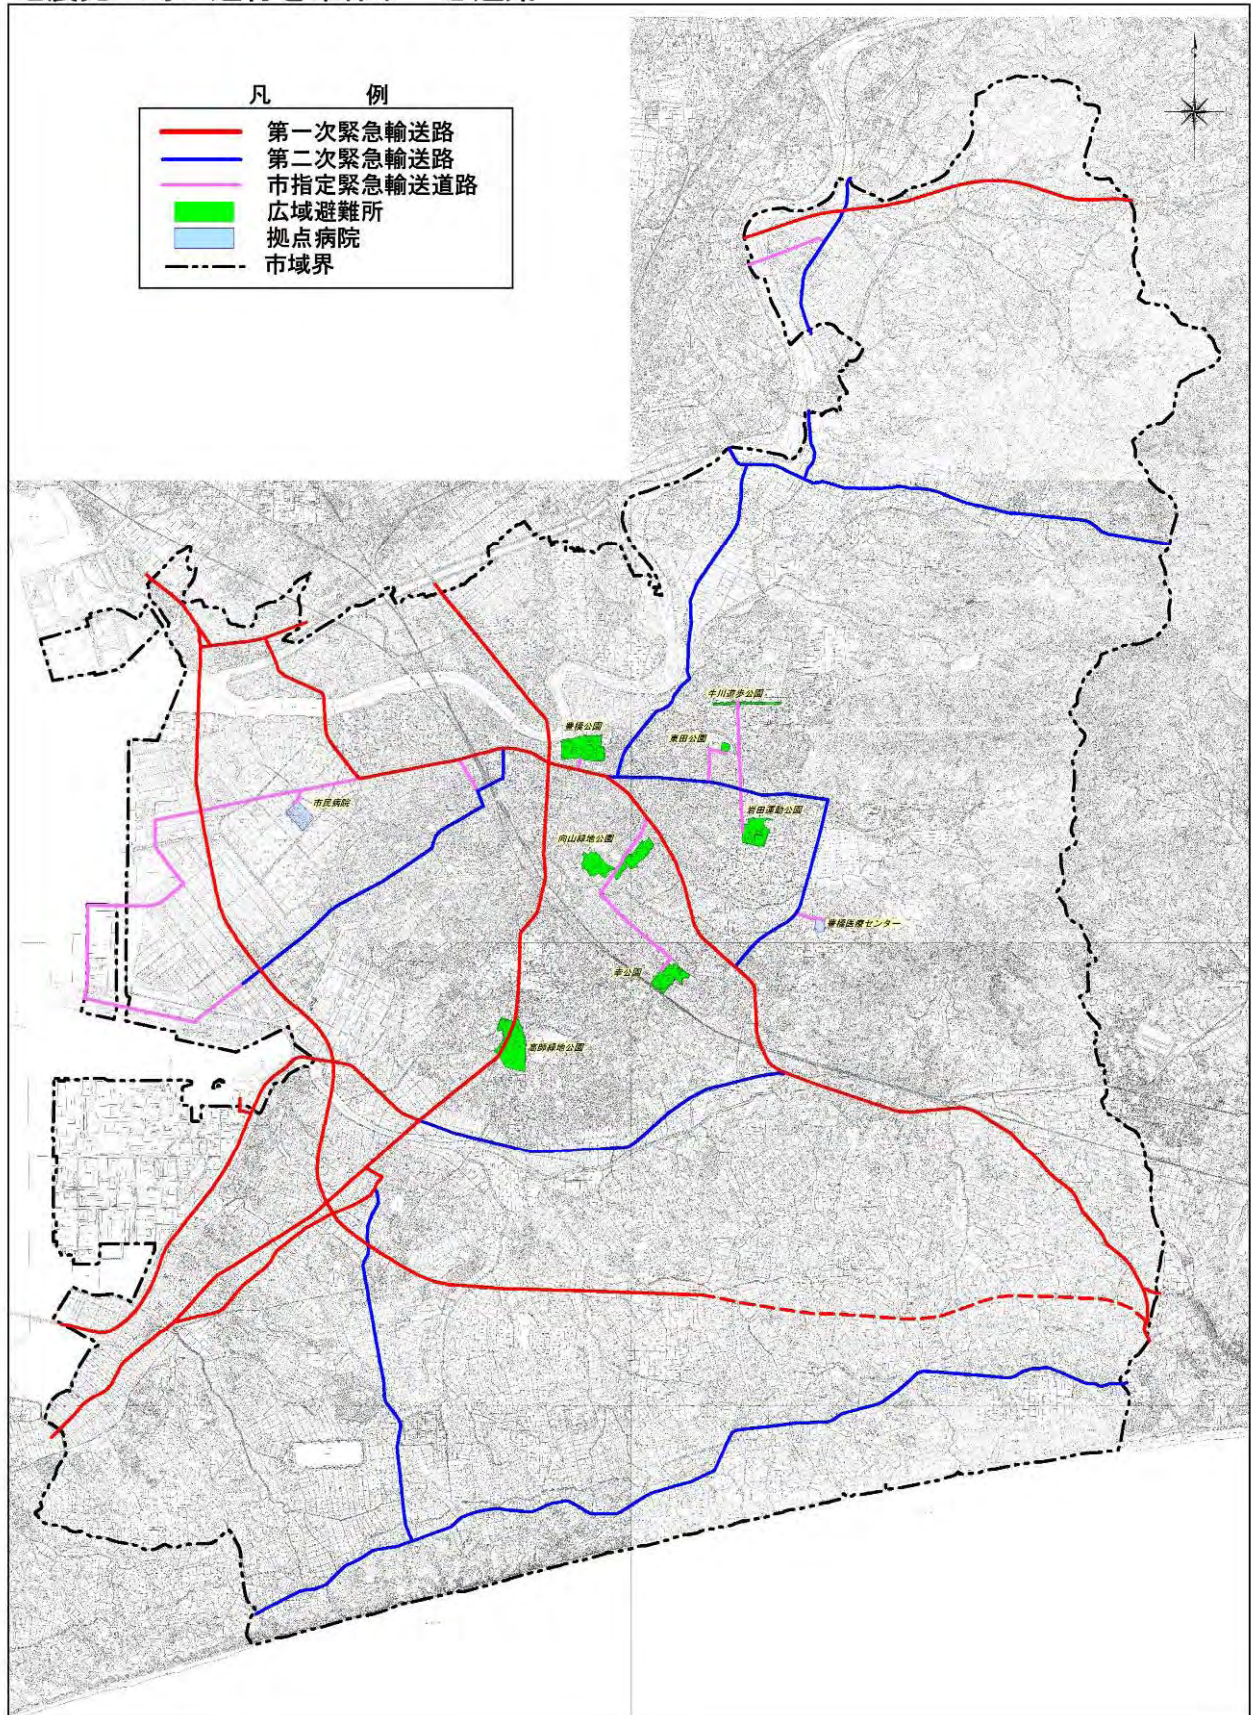 凡 例
第一次緊急輸送路
第二次緊急輸送路
市指定緊急輸送道路
広域避難所
拠点病院
市域界
牛川遊歩公園
豊橋公園
東田公園
市民病院
岩田運動公園
向山緑地公園
豊橋医療センター
幸公園
高師緑地公園